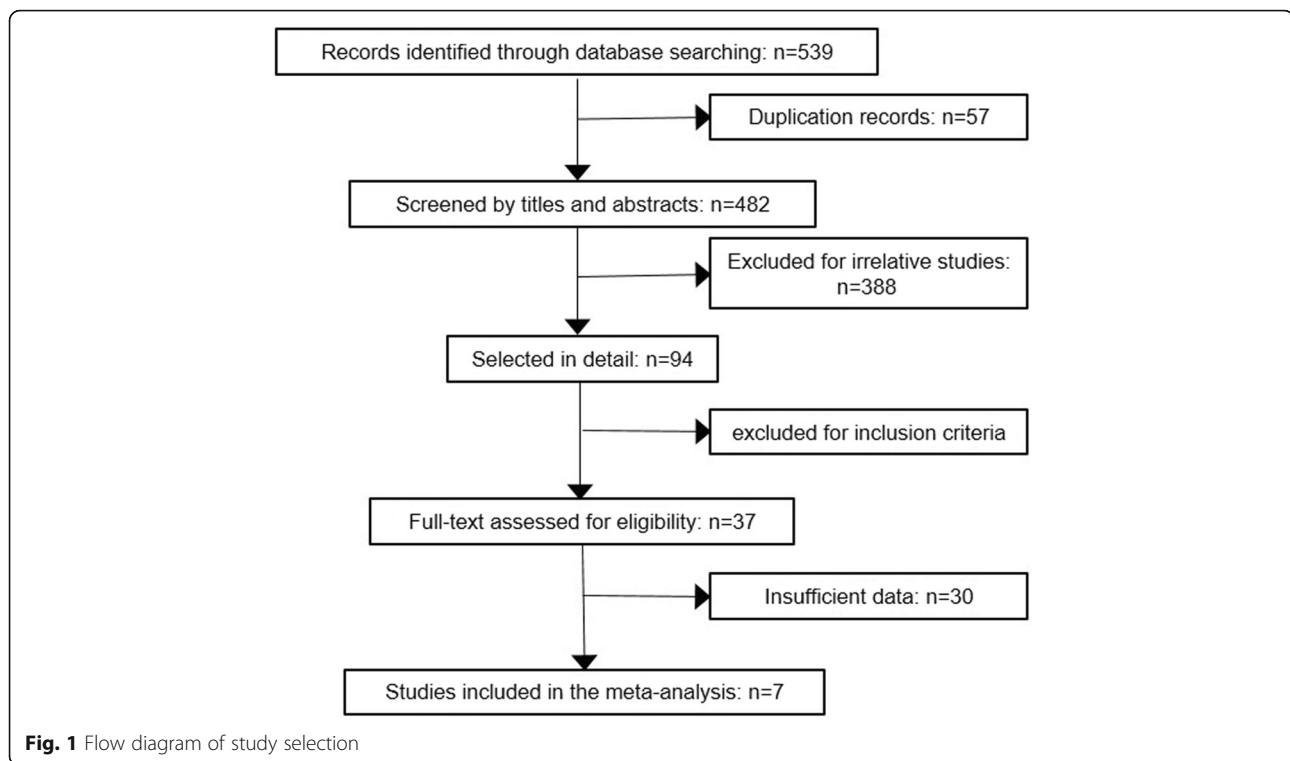 Records identified through database searching: n=539
Duplication records: n=57
Screened by titles and abstracts: n=482
Excluded for irrelative studies:
n=388
Selected in detail: n=94
excluded for inclusion criteria
Full-text assessed for eligibility: n=37
Insufficient data: n=30
Studies included in the meta-analysis: n=7
Fig. 1 Flow diagram of study selection